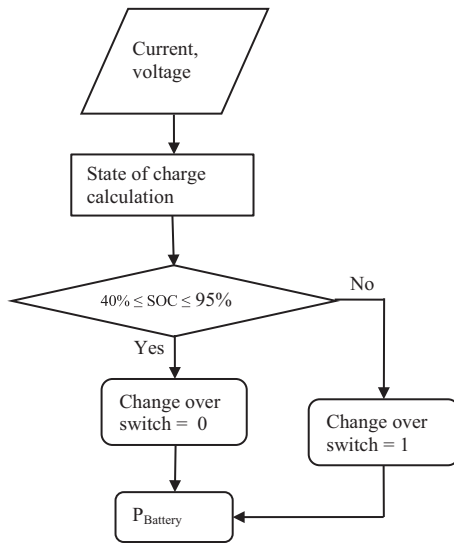 Current,
voltage
State of charge
calculation
40% ≤ SOC ≤ 95%
No
Yes
Change over
switch = 0
Change over
switch = 1
P_Battery